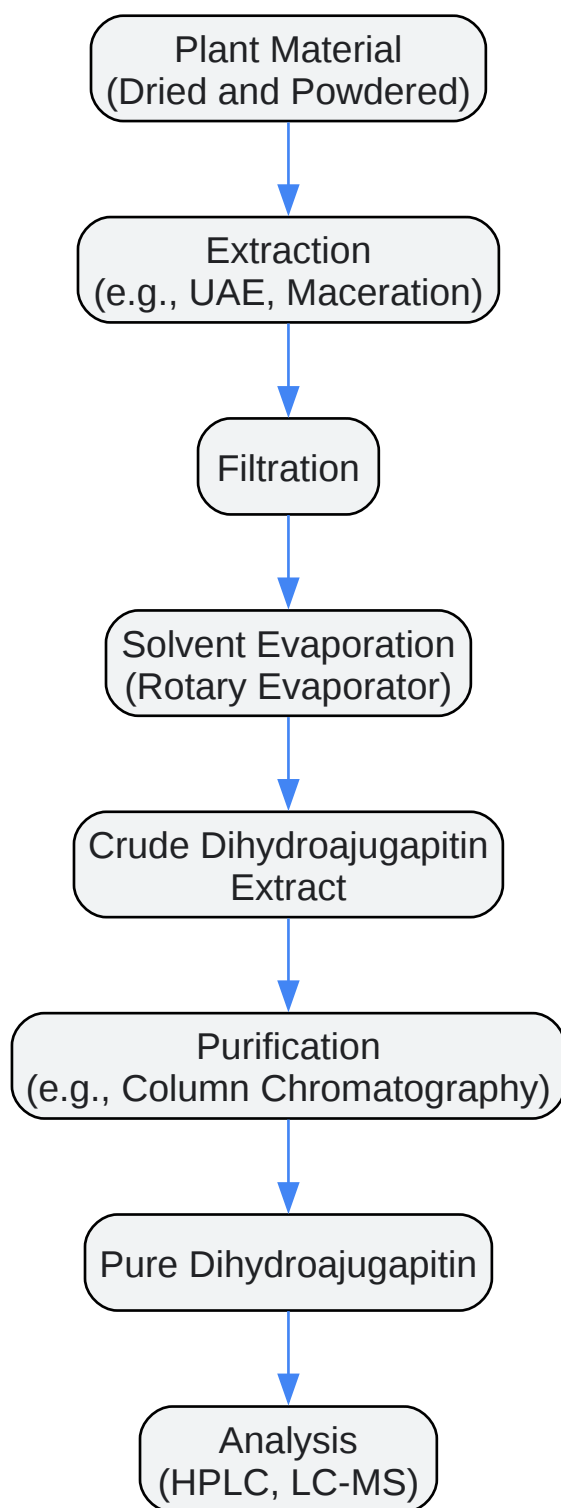 Plant Material
(Dried and Powdered)
Extraction
(e.g., UAE, Maceration)
Filtration
Solvent Evaporation
(Rotary Evaporator)
Crude Dihydroajugapitin
Extract
Purification
(e.g., Column Chromatography)
Pure Dihydroajugapitin
Analysis
(HPLC, LC-MS)